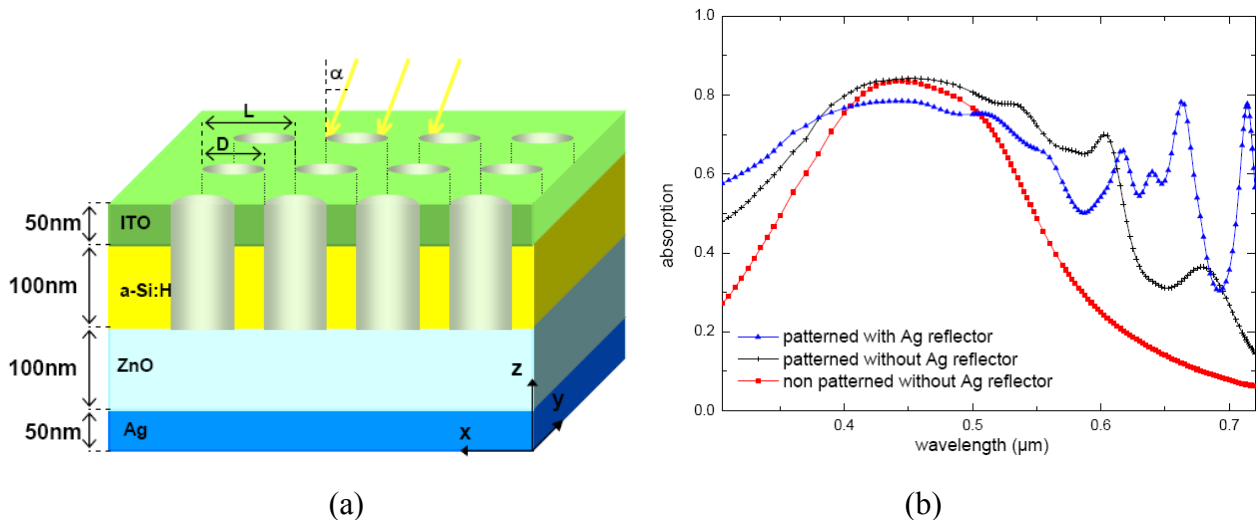 α
L
D
50nm
ITO
100nm
a-Si:H
100nm
ZnO
z
y
50nm
Ag
x
(a)
absorption
1.0
0.8
0.6
0.4
0.2
0.0
patterned with Ag reflector
patterned without Ag reflector
non patterned without Ag reflector
0.4 0.5 0.6 0.7
wavelength (µm)
(b)